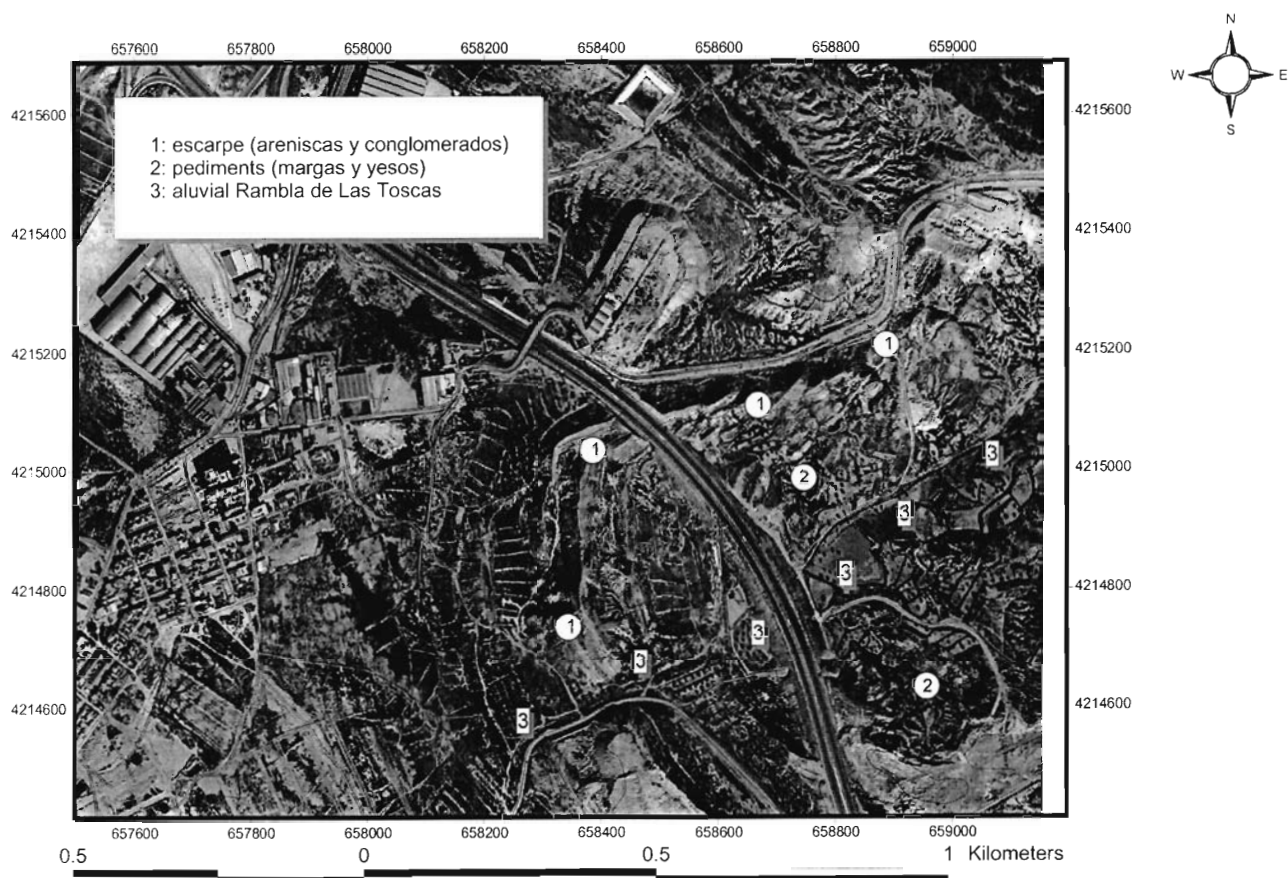 N
W E
S
657600 657800 658000 658200 658400 658600 658800 659000
4215600 4215600
1: escarpe (areniscas y conglomerados)
2: pediments (margas y yesos)
3: aluvial Rambla de Las Toscas
4215400 4215400
4215200 4215200
1
1
1
4215000 4215000
3
2
3
4214800 4214800
3
1
3
3
2
4214600 4214600
3
657600 657800 658000 658200 658400 658600 658800 659000
0.5 0 0.5 1 Kilometers